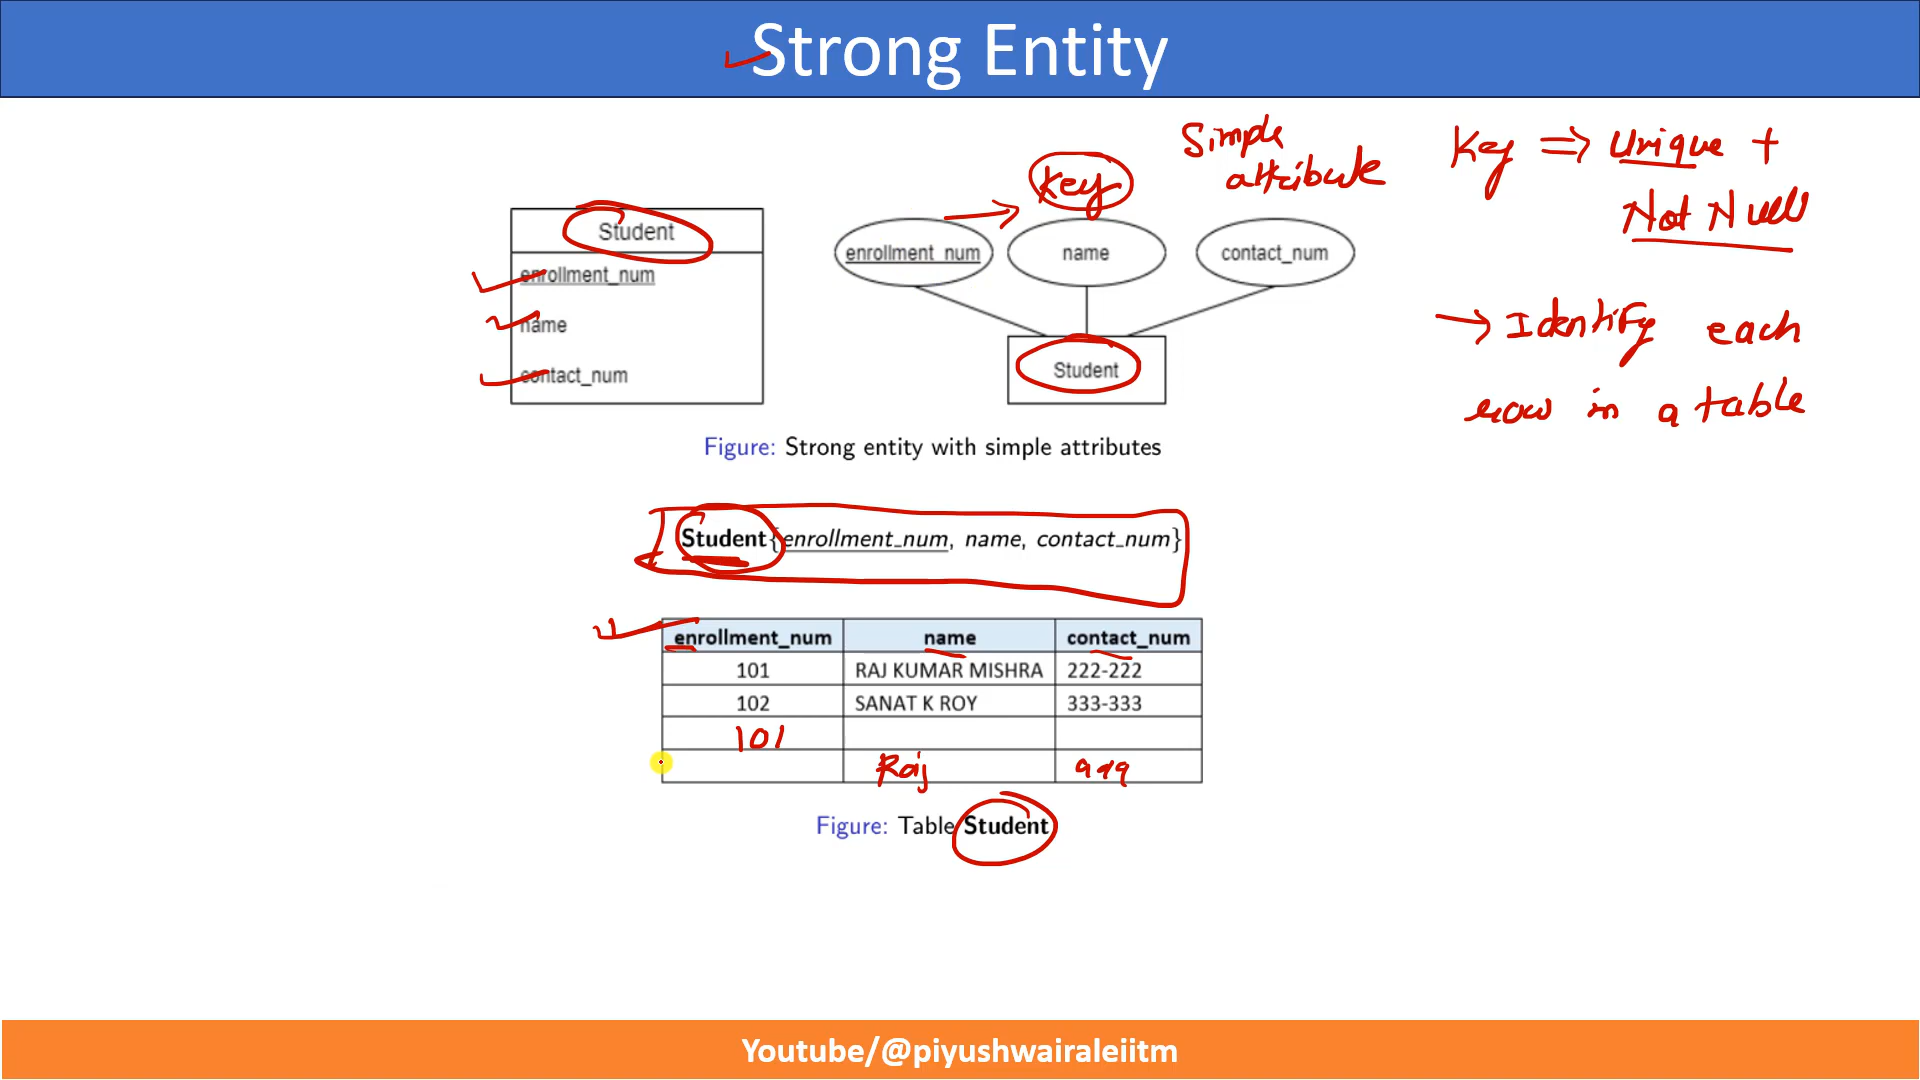 Strong Entity
Simple
attribute
Key ⇒ Unique +
Not Null
Key
Student
enrollment_num
name
contact_num
enrollment_num
name
contact_num
Student
→ Identify each
row in a table
Figure: Strong entity with simple attributes
Student{enrollment_num, name, contact_num}
enrollment_num name contact_num
101 RAJ KUMAR MISHRA 222-222
102 SANAT K ROY 333-333
101
Raj 999
Figure: Table Student
Youtube/@piyushwairaleiitm